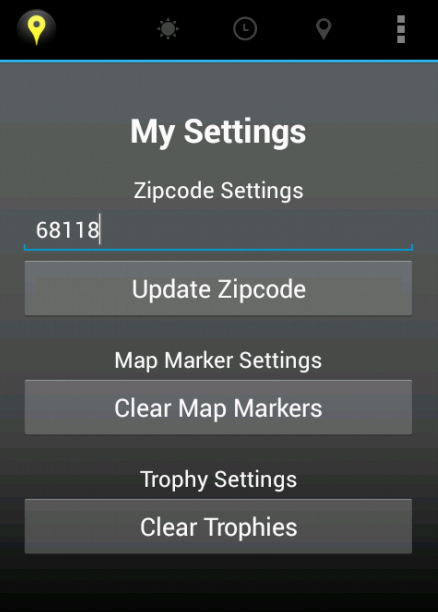 My Settings
Zipcode Settings
68118
Update Zipcode
Map Marker Settings
Clear Map Markers
Trophy Settings
Clear Trophies